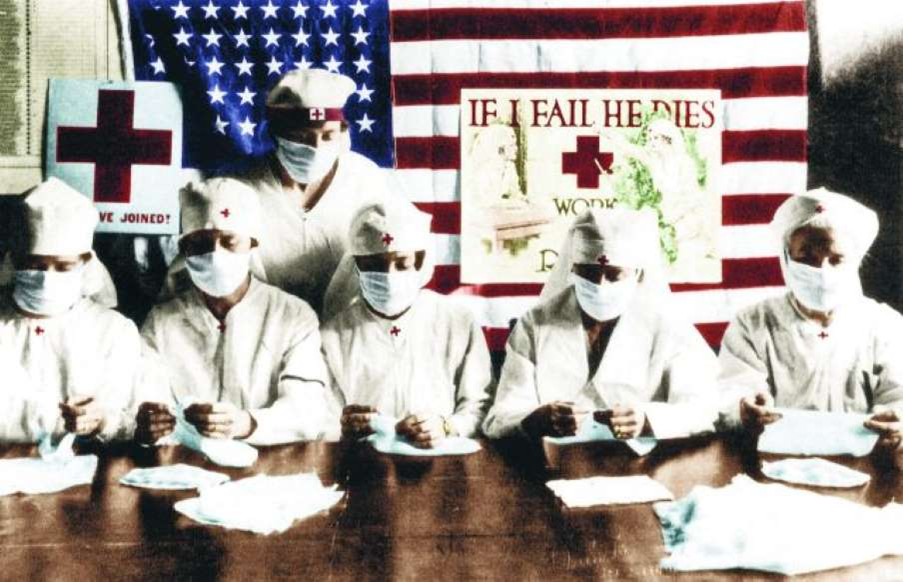 VE JOINED!
IF I FAIL HE DIES
WORK
D